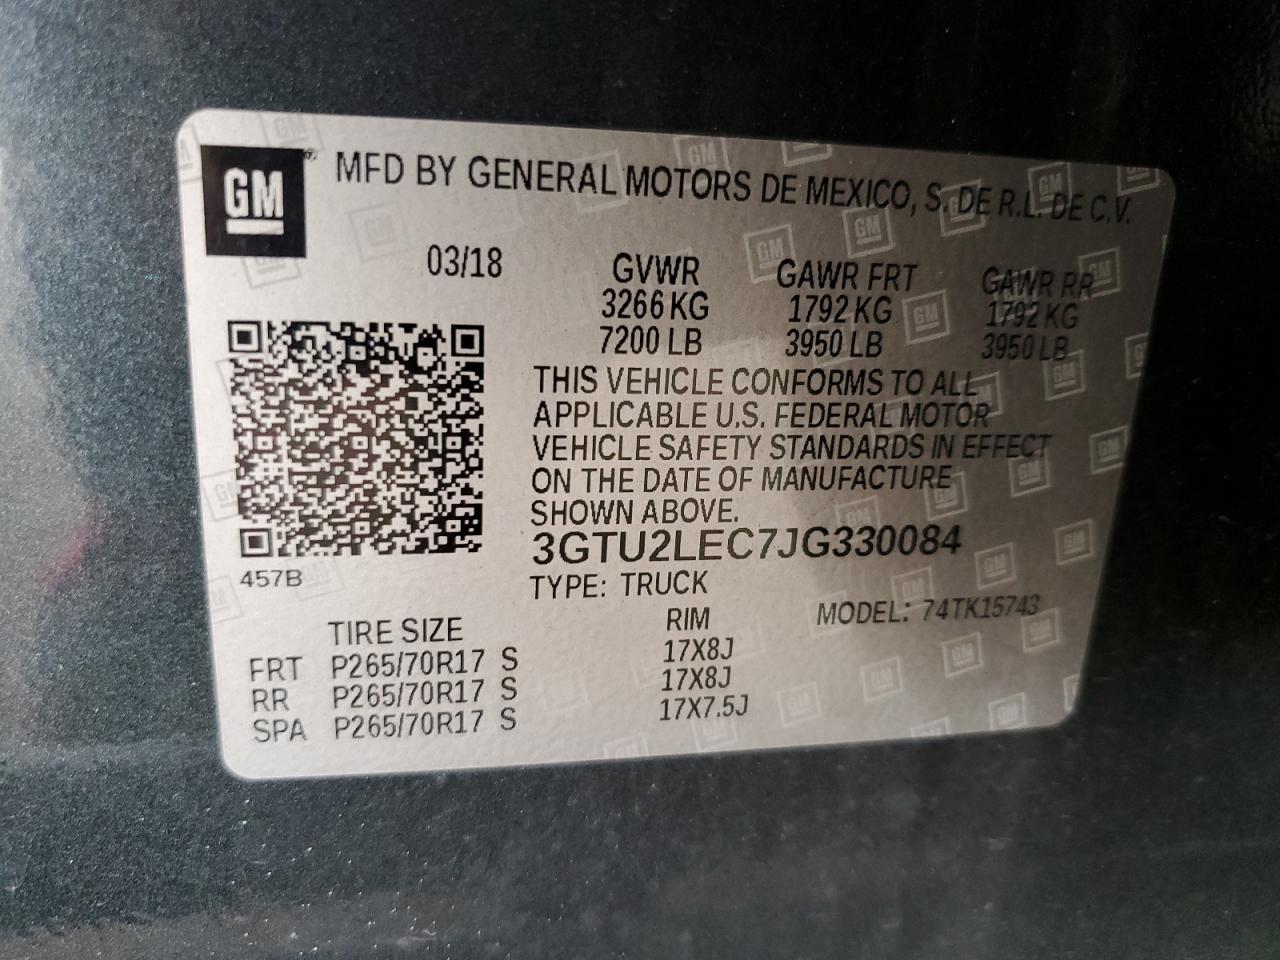 GM MFD BY GENERAL MOTORS DE MEXICO, S. DE R.L. DE C.V.
03/18 GVWR GAWR FRT GAWR RR
3266 KG 1792 KG 1792 KG
7200 LB 3950 LB 3950 LB
THIS VEHICLE CONFORMS TO ALL
APPLICABLE U.S. FEDERAL MOTOR
VEHICLE SAFETY STANDARDS IN EFFECT
ON THE DATE OF MANUFACTURE
SHOWN ABOVE.
3GTU2LEC7JG330084
457B
TYPE: TRUCK
MODEL: 74TK15743
TIRE SIZE RIM
FRT P265/70R17 S 17X8J
RR P265/70R17 S 17X8J
SPA P265/70R17 S 17X7.5J